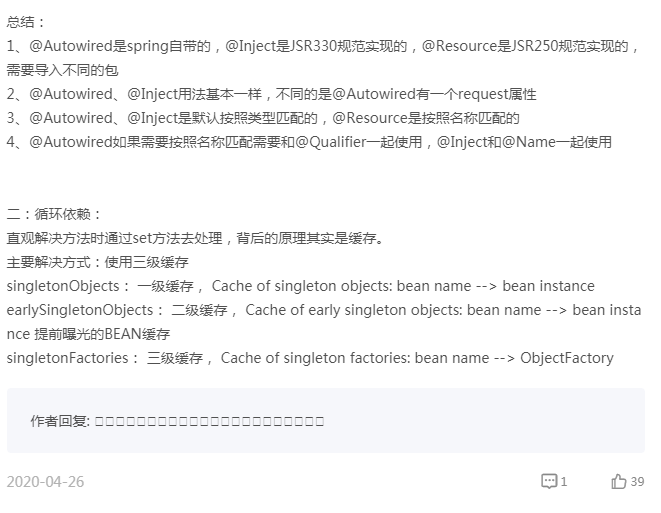 总结：
1、@Autowired是spring自带的，@Inject是JSR330规范实现的，@Resource是JSR250规范实现的，
需要导入不同的包
2、@Autowired、@Inject用法基本一样，不同的是@Autowired有一个request属性
3、@Autowired、@Inject是默认按照类型匹配的，@Resource是按照名称匹配的
4、@Autowired如果需要按照名称匹配需要和@Qualifier一起使用，@Inject和@Name一起使用
二：循环依赖：
直观解决方法时通过set方法去处理，背后的原理其实是缓存。
主要解决方式：使用三级缓存
singletonObjects： 一级缓存， Cache of singleton objects: bean name --> bean instance
earlySingletonObjects： 二级缓存， Cache of early singleton objects: bean name --> bean insta
nce 提前曝光的BEAN缓存
singletonFactories： 三级缓存， Cache of singleton factories: bean name --> ObjectFactory
作者回复:
2020-04-26 1 39